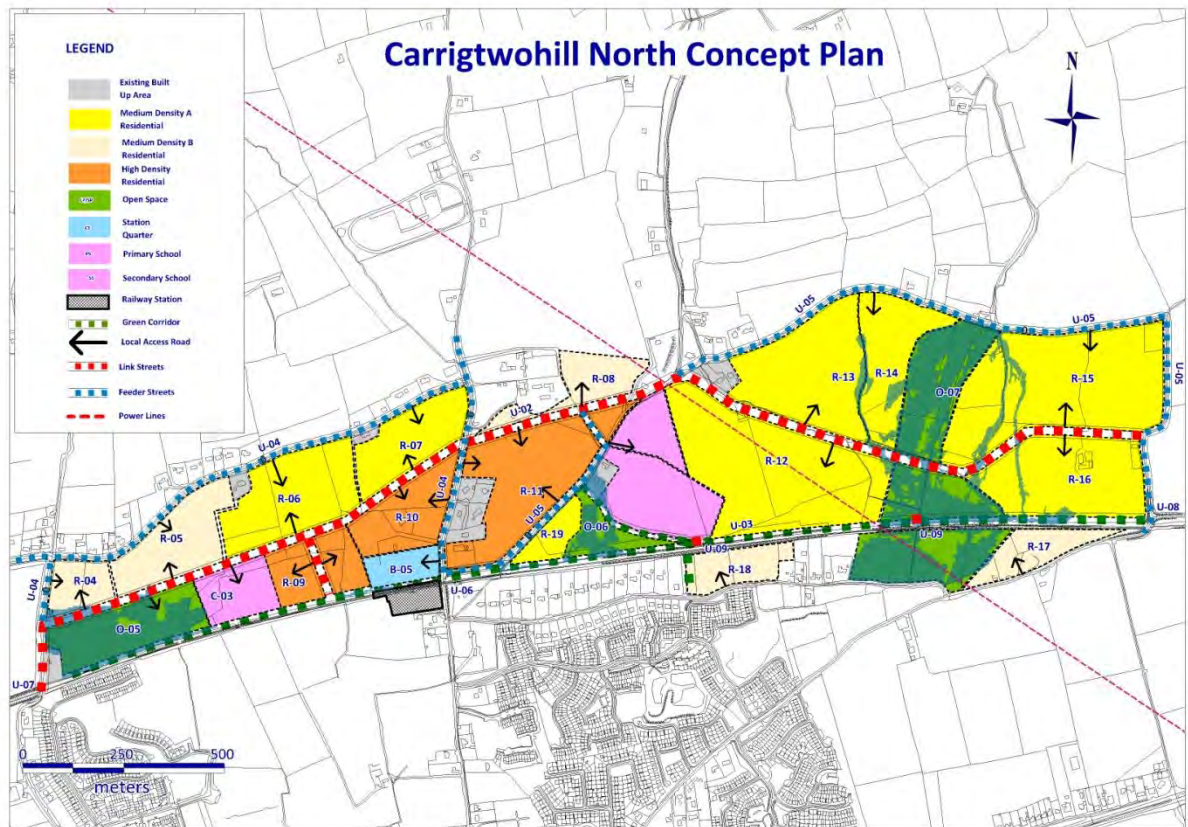 Carrigtwohill North Concept Plan
LEGEND
Existing Built
Up Area
Medium Density A
Residential
Medium Density B
Residential
High Density
Residential
Open Space
Station
Quarter
Primary School
Secondary School
Railway Station
Green Corridor
Local Access Road
Link Streets
Feeder Streets
Power Lines
N
U-05
U-05
U-05
R-13
R-14
O-07
R-15
R-08
U-02
R-07
U-04
R-12
R-16
R-06
U-04
R-11
R-10
U-05
O-06
R-05
R-19
U-03
U-08
U-09
U-09
R-17
R-18
B-05
R-09
U-06
R-04
U-04
C-03
O-05
U-07
0 250 500
meters